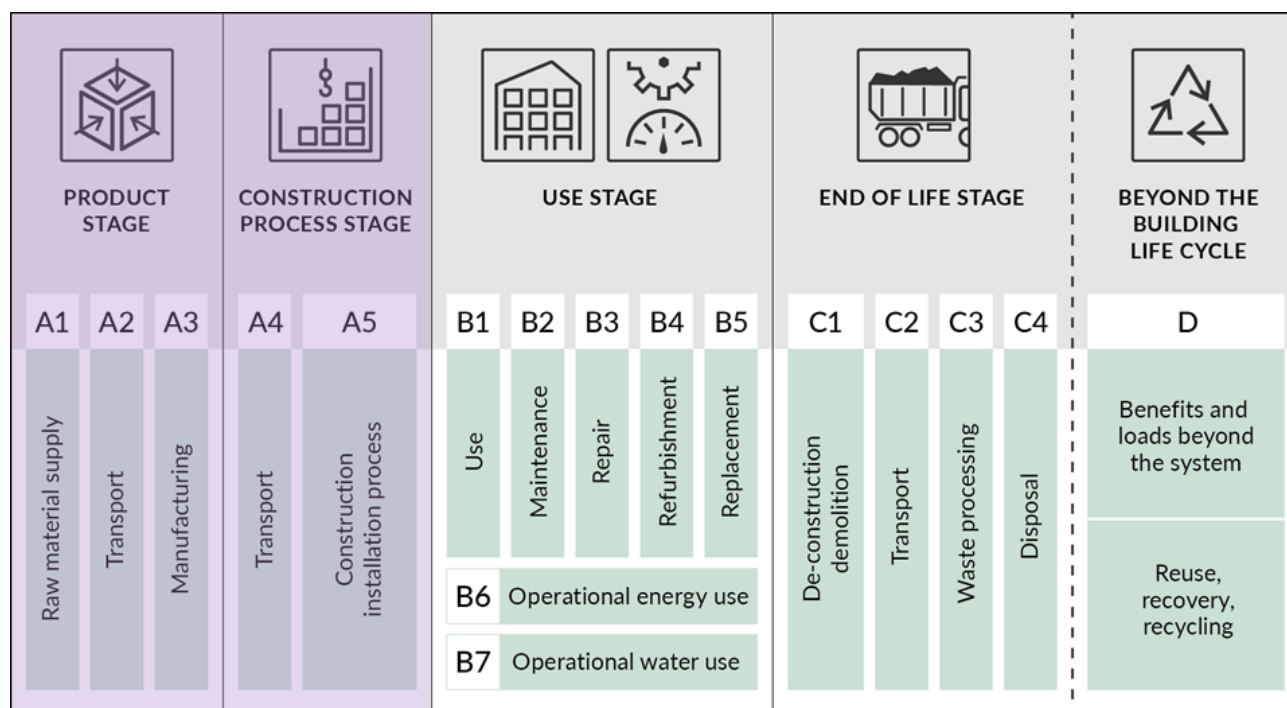 PRODUCT
STAGE
CONSTRUCTION
PROCESS STAGE
USE STAGE
END OF LIFE STAGE
BEYOND THE
BUILDING
LIFE CYCLE
A1
A2
A3
A4
A5
B1
B2
B3
B4
B5
C1
C2
C3
C4
D
Raw material supply
Transport
Manufacturing
Transport
Construction
installation process
Use
Maintenance
Repair
Refurbishment
Replacement
B6 Operational energy use
B7 Operational water use
De-construction
demolition
Transport
Waste processing
Disposal
Benefits and
loads beyond
the system
Reuse,
recovery,
recycling